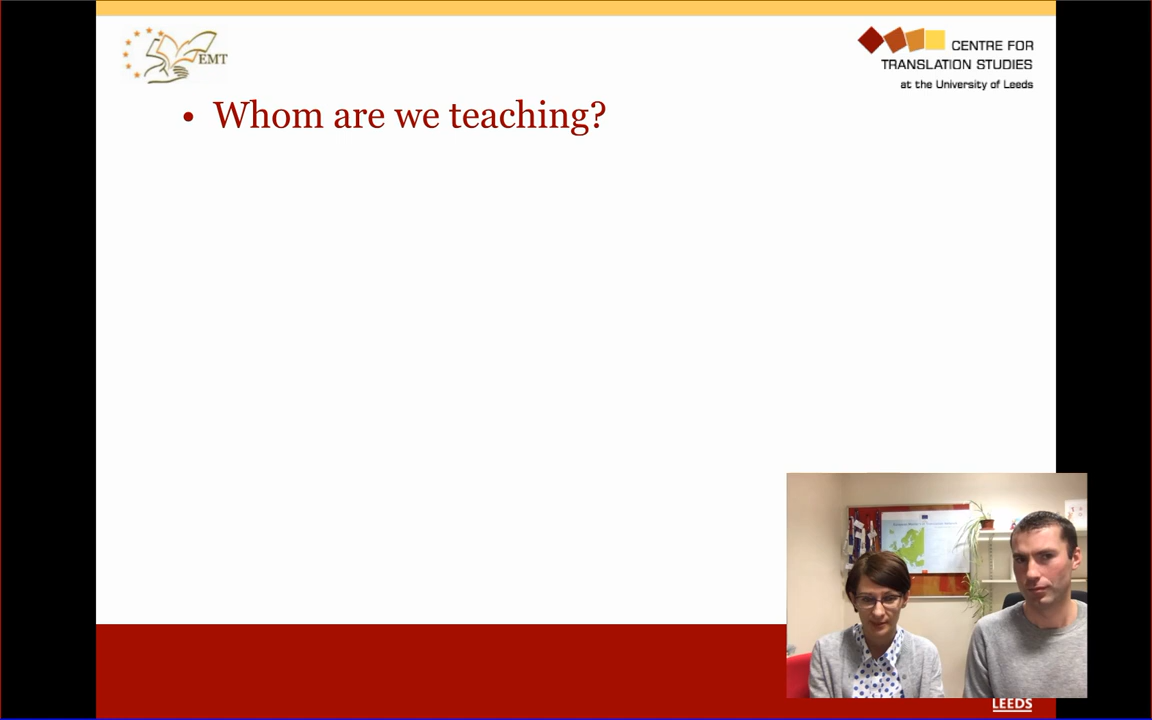 EMT
CENTRE FOR
TRANSLATION STUDIES
at the University of Leeds
• Whom are we teaching?
LEEDS